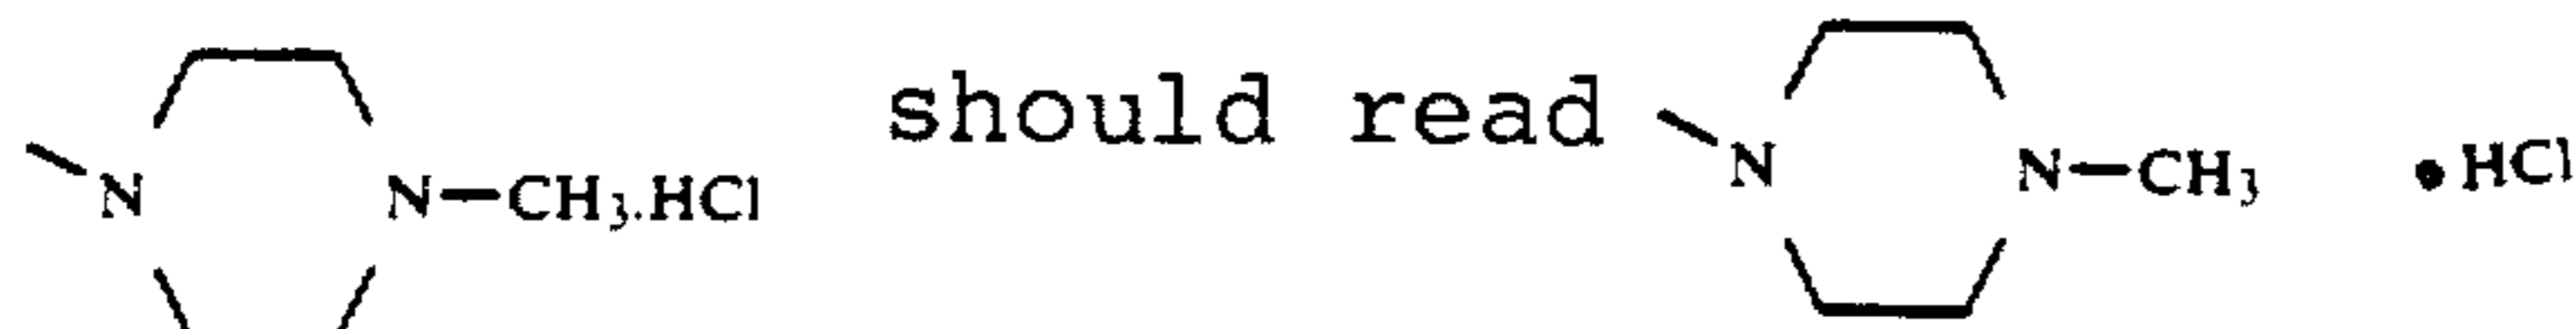 N N—CH₃.HCl should read N N—CH₃ •HCl